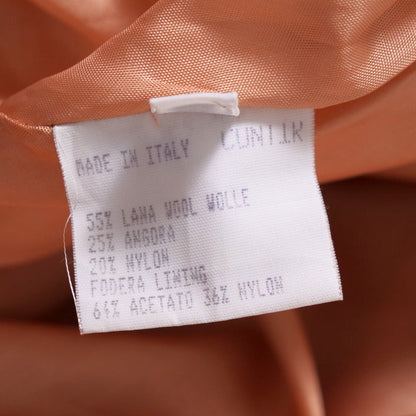 MADE IN ITALY
55% LANA WOOL WOLLE
25% ANGORA
20% NYLON
FODERA LINING
64% ACETATO 36% NYLON